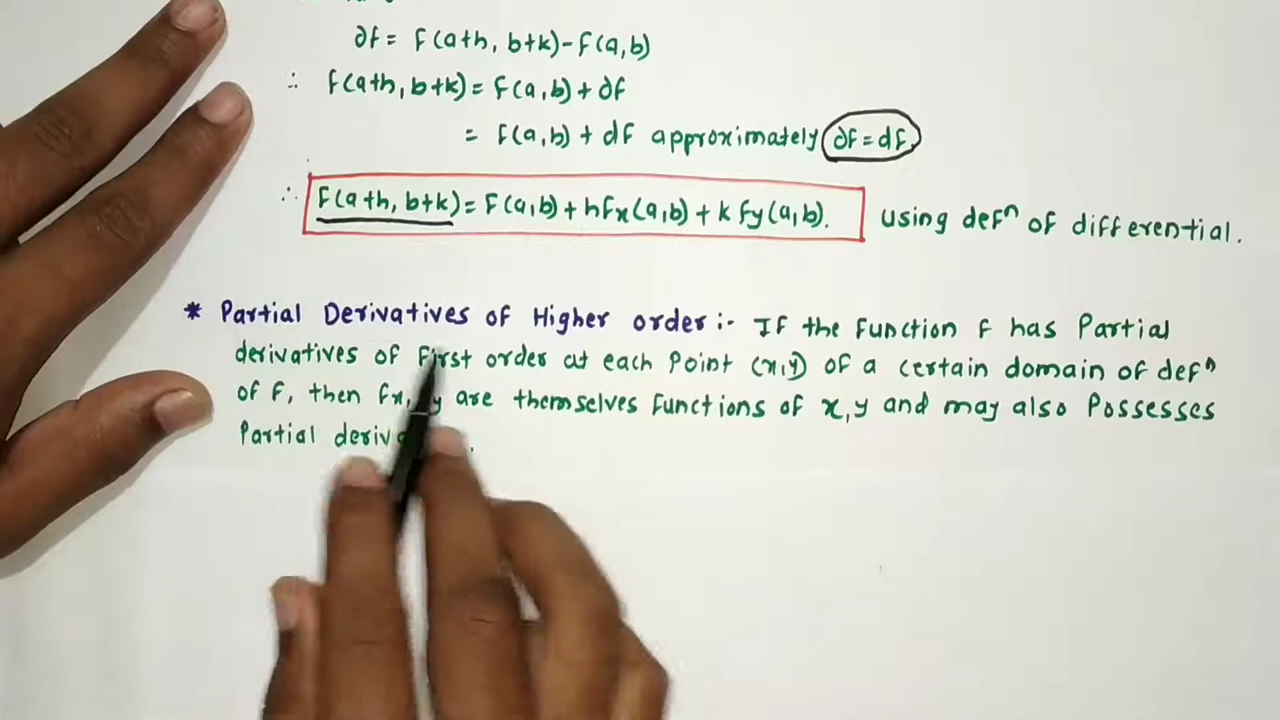 ∂f = f(a+h, b+k) - f(a,b)
∴ f(a+h, b+k) = f(a,b) + ∂f
= f(a,b) + df approximately ∂f = df.
∴ f(a+h, b+k) = f(a,b) + hfx(a,b) + k fy(a,b). using defⁿ of differential.
* Partial Derivatives of Higher order:- If the function f has Partial
derivatives of first order at each Point (x,y) of a certain domain of defⁿ
of f, then fx, y are themselves functions of x,y and may also Possesses
Partial